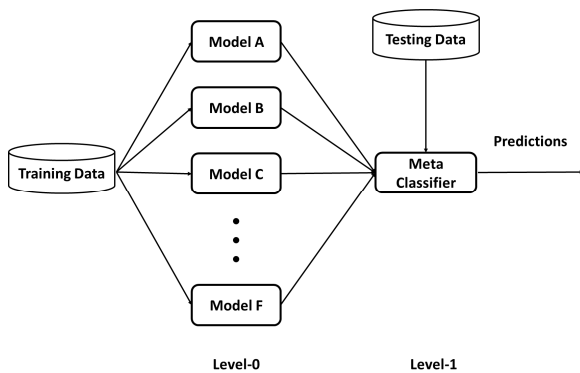 Model A
Testing Data
Model B
Predictions
Training Data
Model C
Meta
Classifier
Model F
Level-0
Level-1